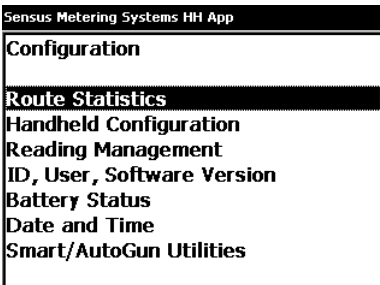 Sensus Metering Systems HH App
Configuration
Route Statistics
Handheld Configuration
Reading Management
ID, User, Software Version
Battery Status
Date and Time
Smart/AutoGun Utilities